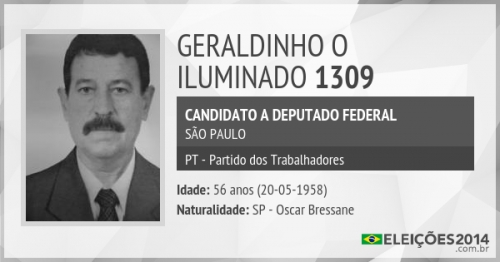 GERALDINHO O
ILUMINADO 1309
CANDIDATO A DEPUTADO FEDERAL
SÃO PAULO
PT - Partido dos Trabalhadores
Idade: 56 anos (20-05-1958)
Naturalidade: SP - Oscar Bressane
ELEIÇÕES2014
.com.br